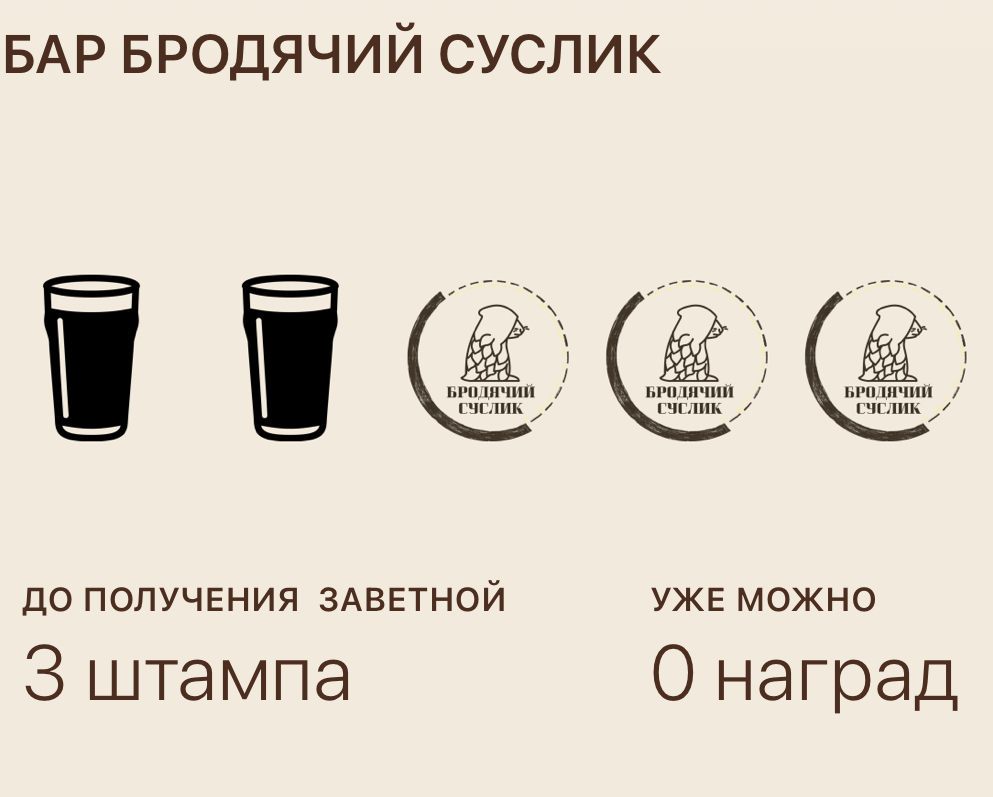 БАР БРОДЯЧИЙ СУСЛИК
БРОДЯЧИЙ
СУСЛИК
БРОДЯЧИЙ
СУСЛИК
БРОДЯЧИЙ
СУСЛИК
ДО ПОЛУЧЕНИЯ ЗАВЕТНОЙ
3 штампа
УЖЕ МОЖНО
0 наград